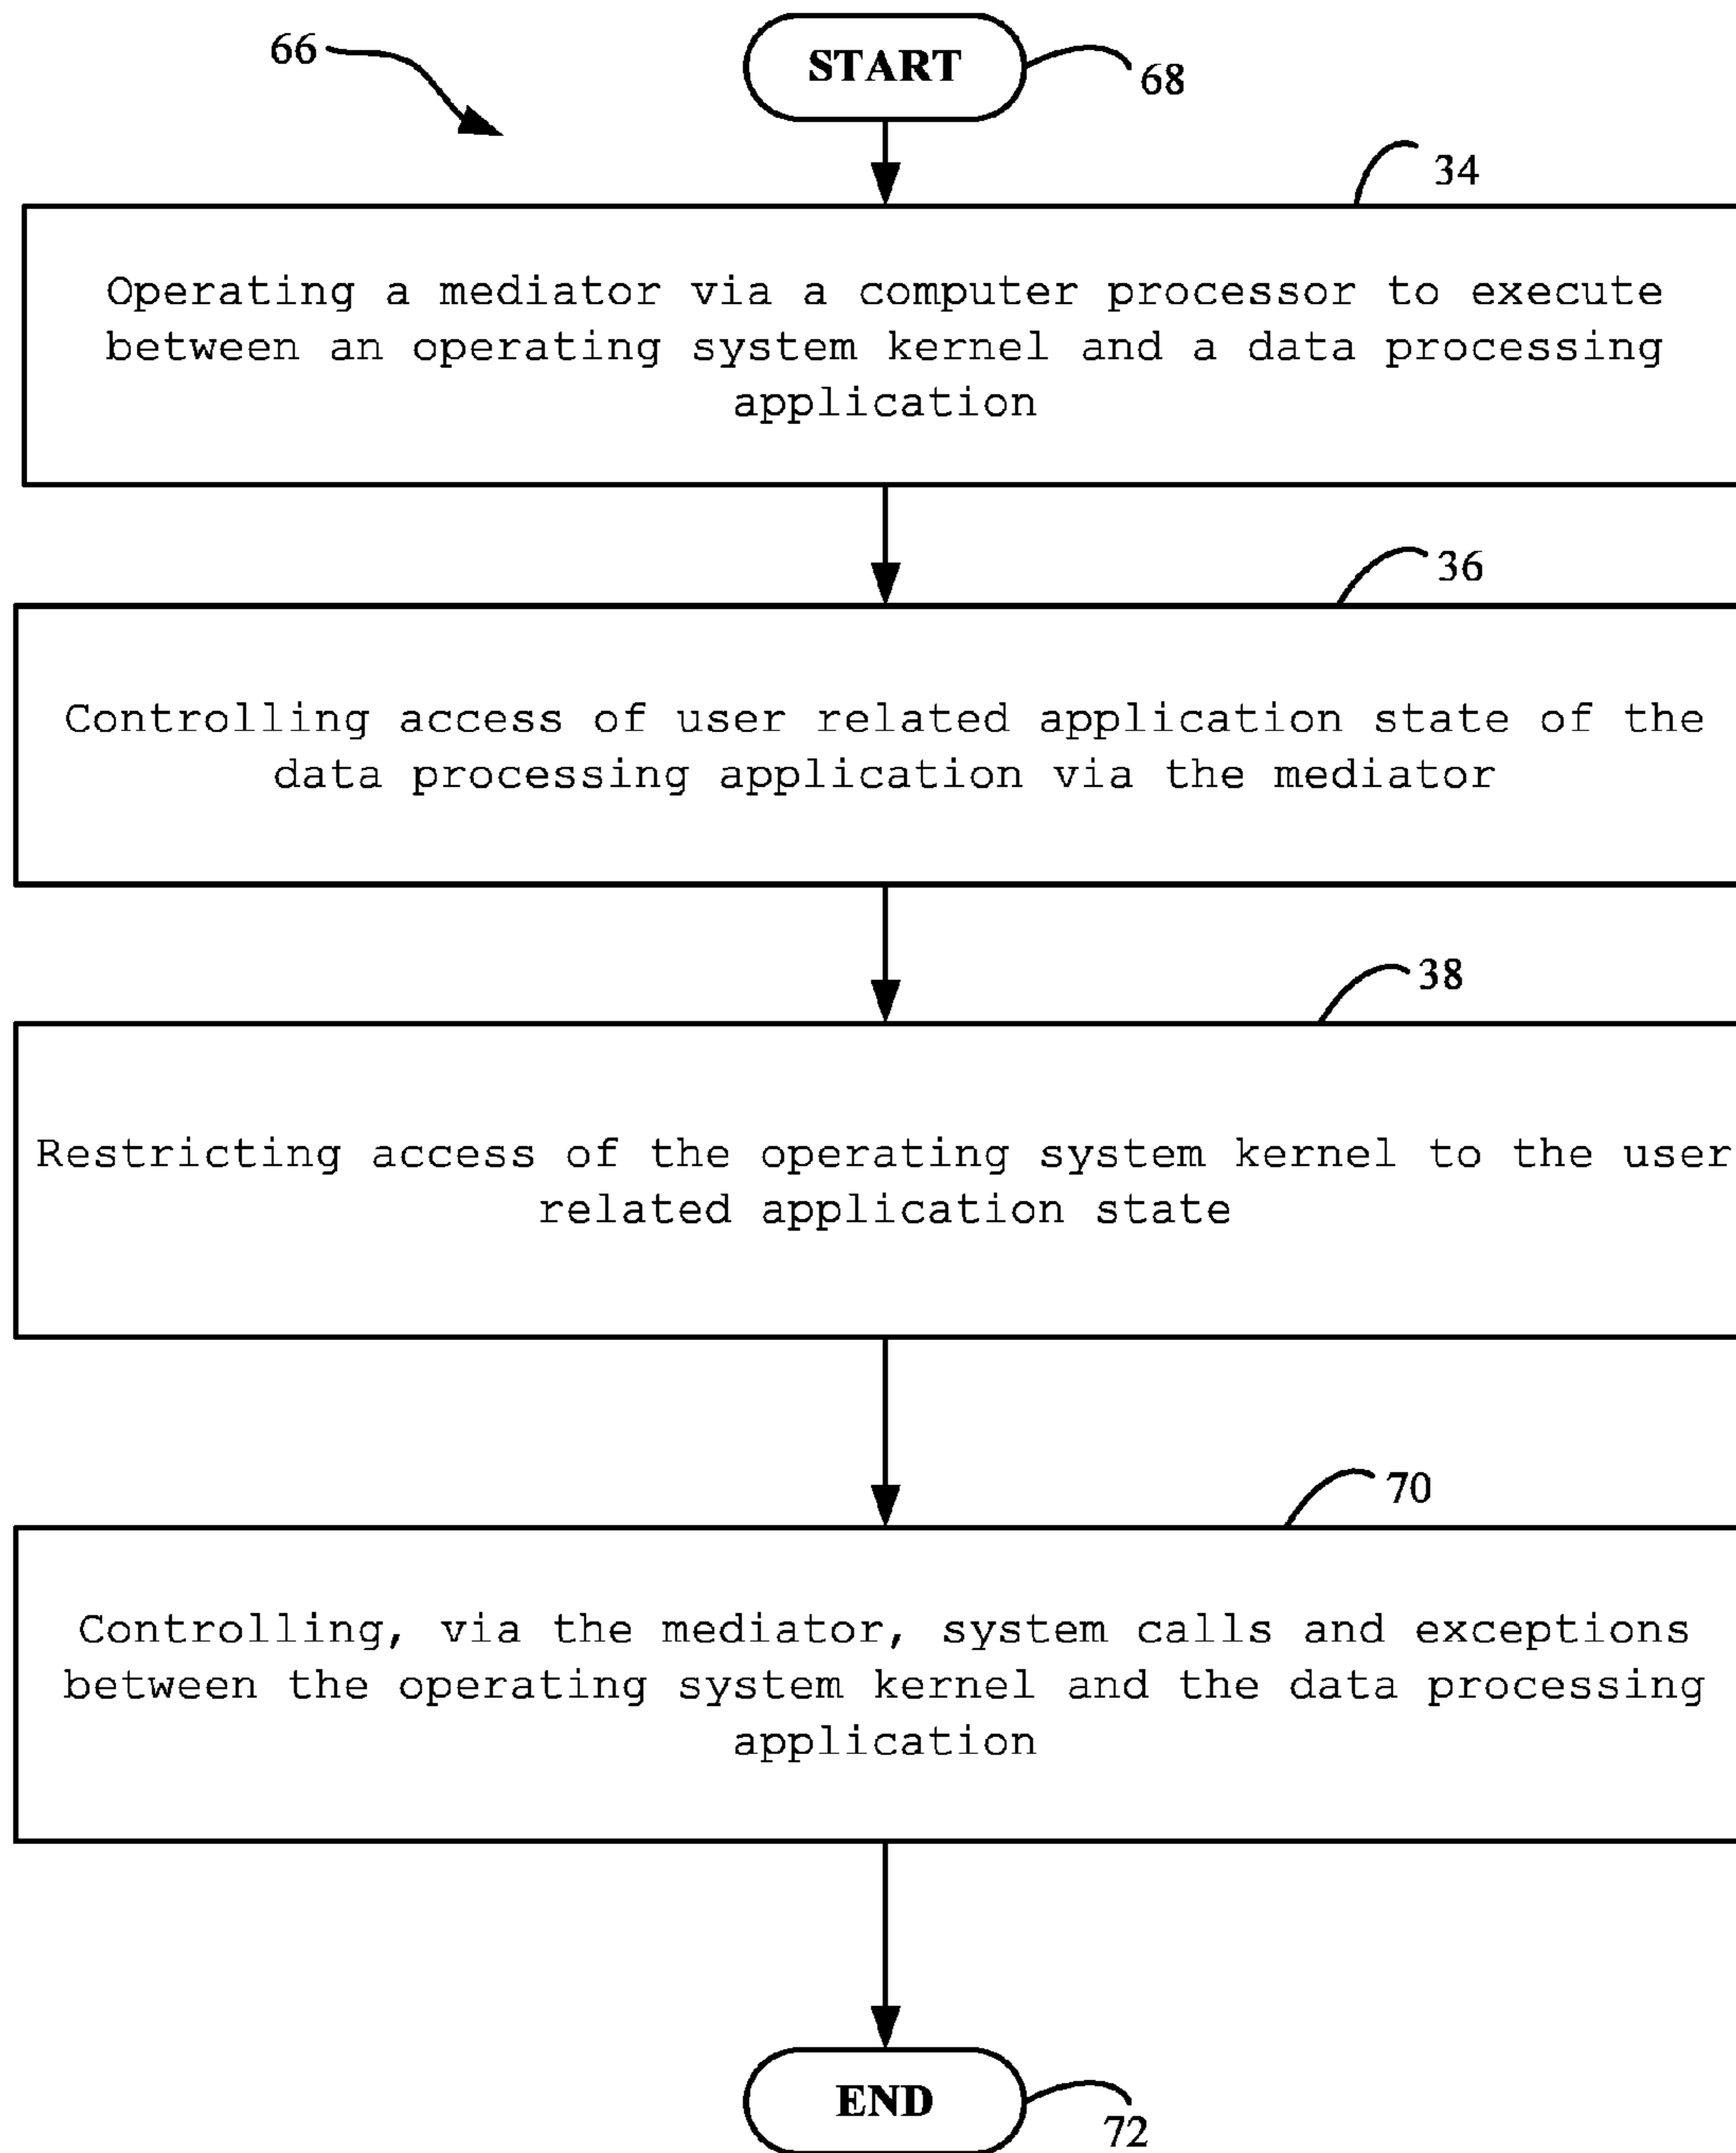 66
START
68
34
Operating a mediator via a computer processor to execute
between an operating system kernel and a data processing
application
36
Controlling access of user related application state of the
data processing application via the mediator
38
Restricting access of the operating system kernel to the user
related application state
70
Controlling, via the mediator, system calls and exceptions
between the operating system kernel and the data processing
application
END
72